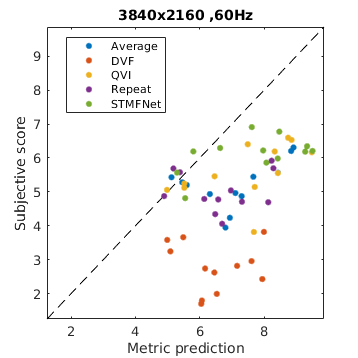 3840x2160 ,60Hz
Average
DVF
QVI
Repeat
STMFNet
Subjective score
9
8
7
6
5
4
3
2
2 4 6 8
Metric prediction